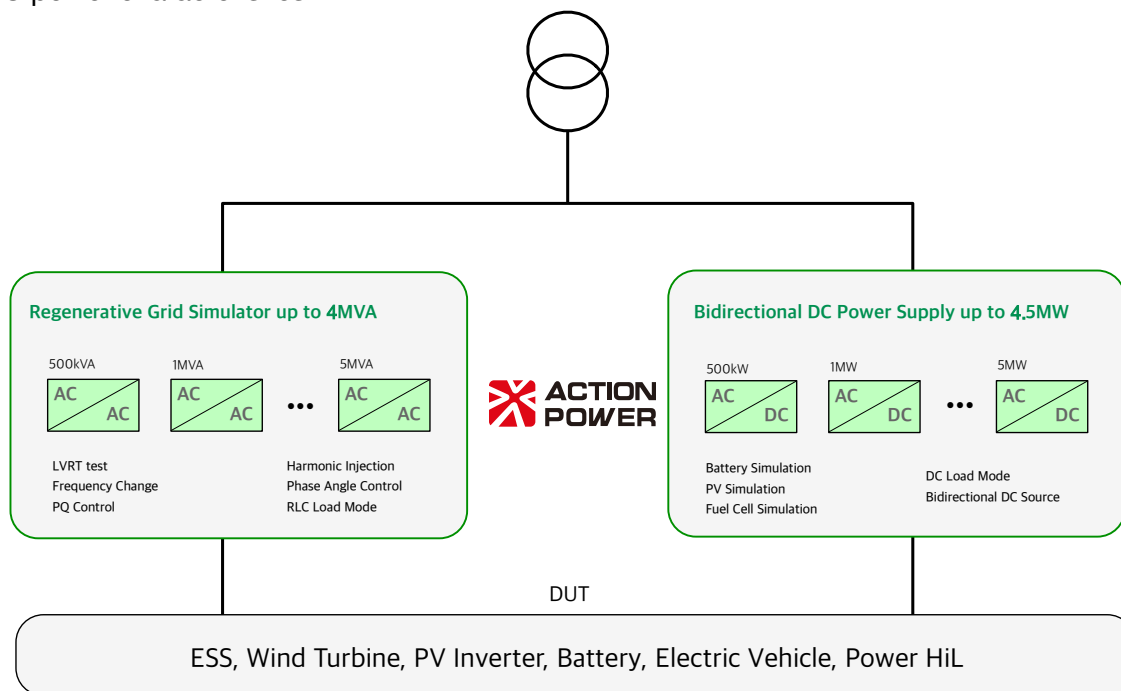 Regenerative Grid Simulator up to 4MVA
500kVA
1MVA
5MVA
AC
AC
AC
AC
•••
AC
AC
LVRT test
Frequency Change
PQ Control
Harmonic Injection
Phase Angle Control
RLC Load Mode
ACTION
POWER
Bidirectional DC Power Supply up to 4.5MW
500kW
1MW
5MW
AC
DC
AC
DC
•••
AC
DC
Battery Simulation
PV Simulation
Fuel Cell Simulation
DC Load Mode
Bidirectional DC Source
DUT
ESS, Wind Turbine, PV Inverter, Battery, Electric Vehicle, Power HiL